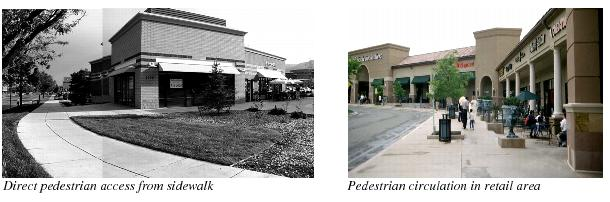 Direct pedestrian access from sidewalk
Pedestrian circulation in retail area